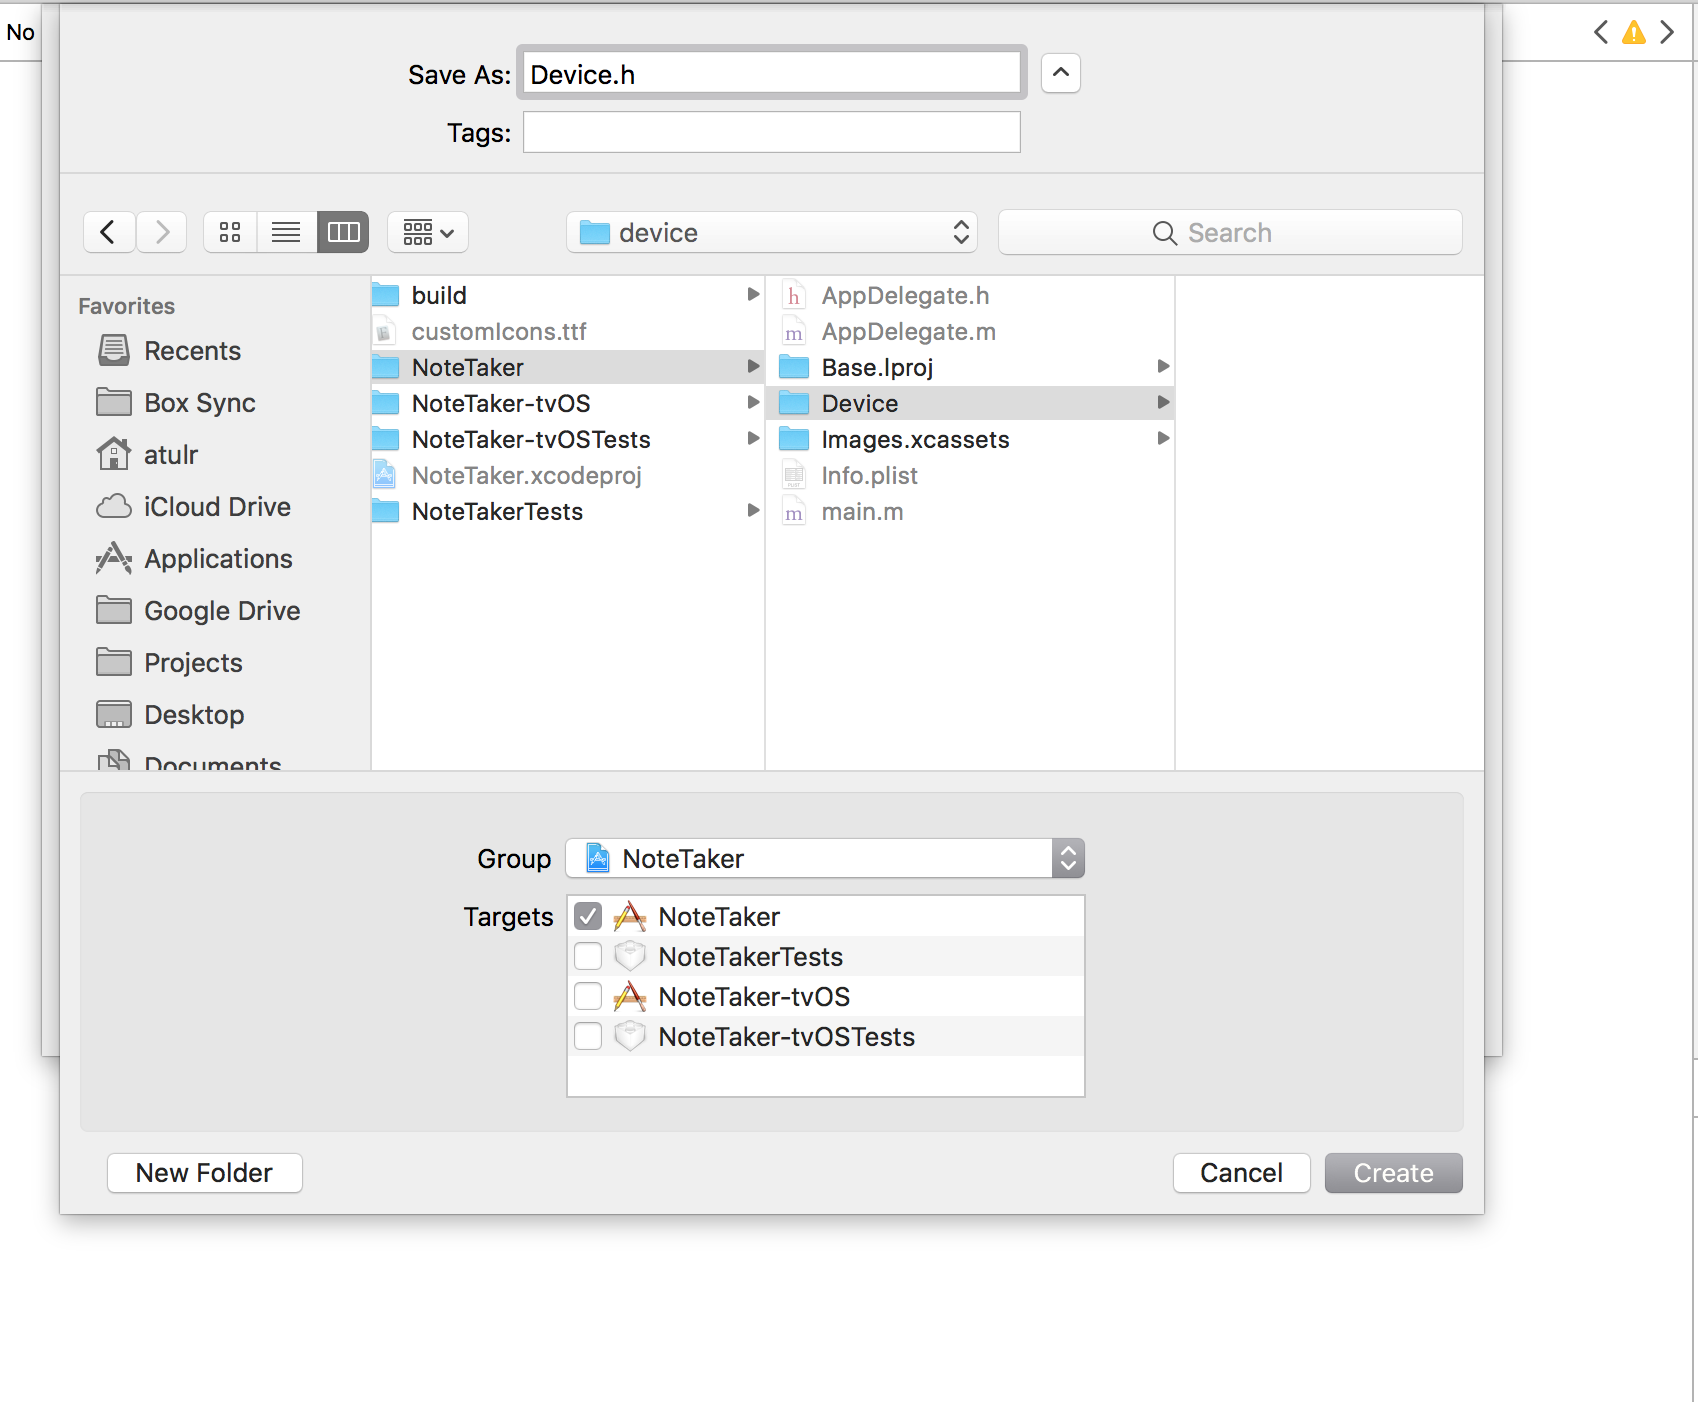 No
Save As: Device.h
Tags:
device
Search
Favorites
Recents
Box Sync
atulr
iCloud Drive
Applications
Google Drive
Projects
Desktop
Documents
build
customIcons.ttf
NoteTaker
NoteTaker-tvOS
NoteTaker-tvOSTests
NoteTaker.xcodeproj
NoteTakerTests
h AppDelegate.h
m AppDelegate.m
Base.lproj
Device
Images.xcassets
Info.plist
m main.m
Group NoteTaker
Targets NoteTaker
NoteTakerTests
NoteTaker-tvOS
NoteTaker-tvOSTests
New Folder Cancel Create